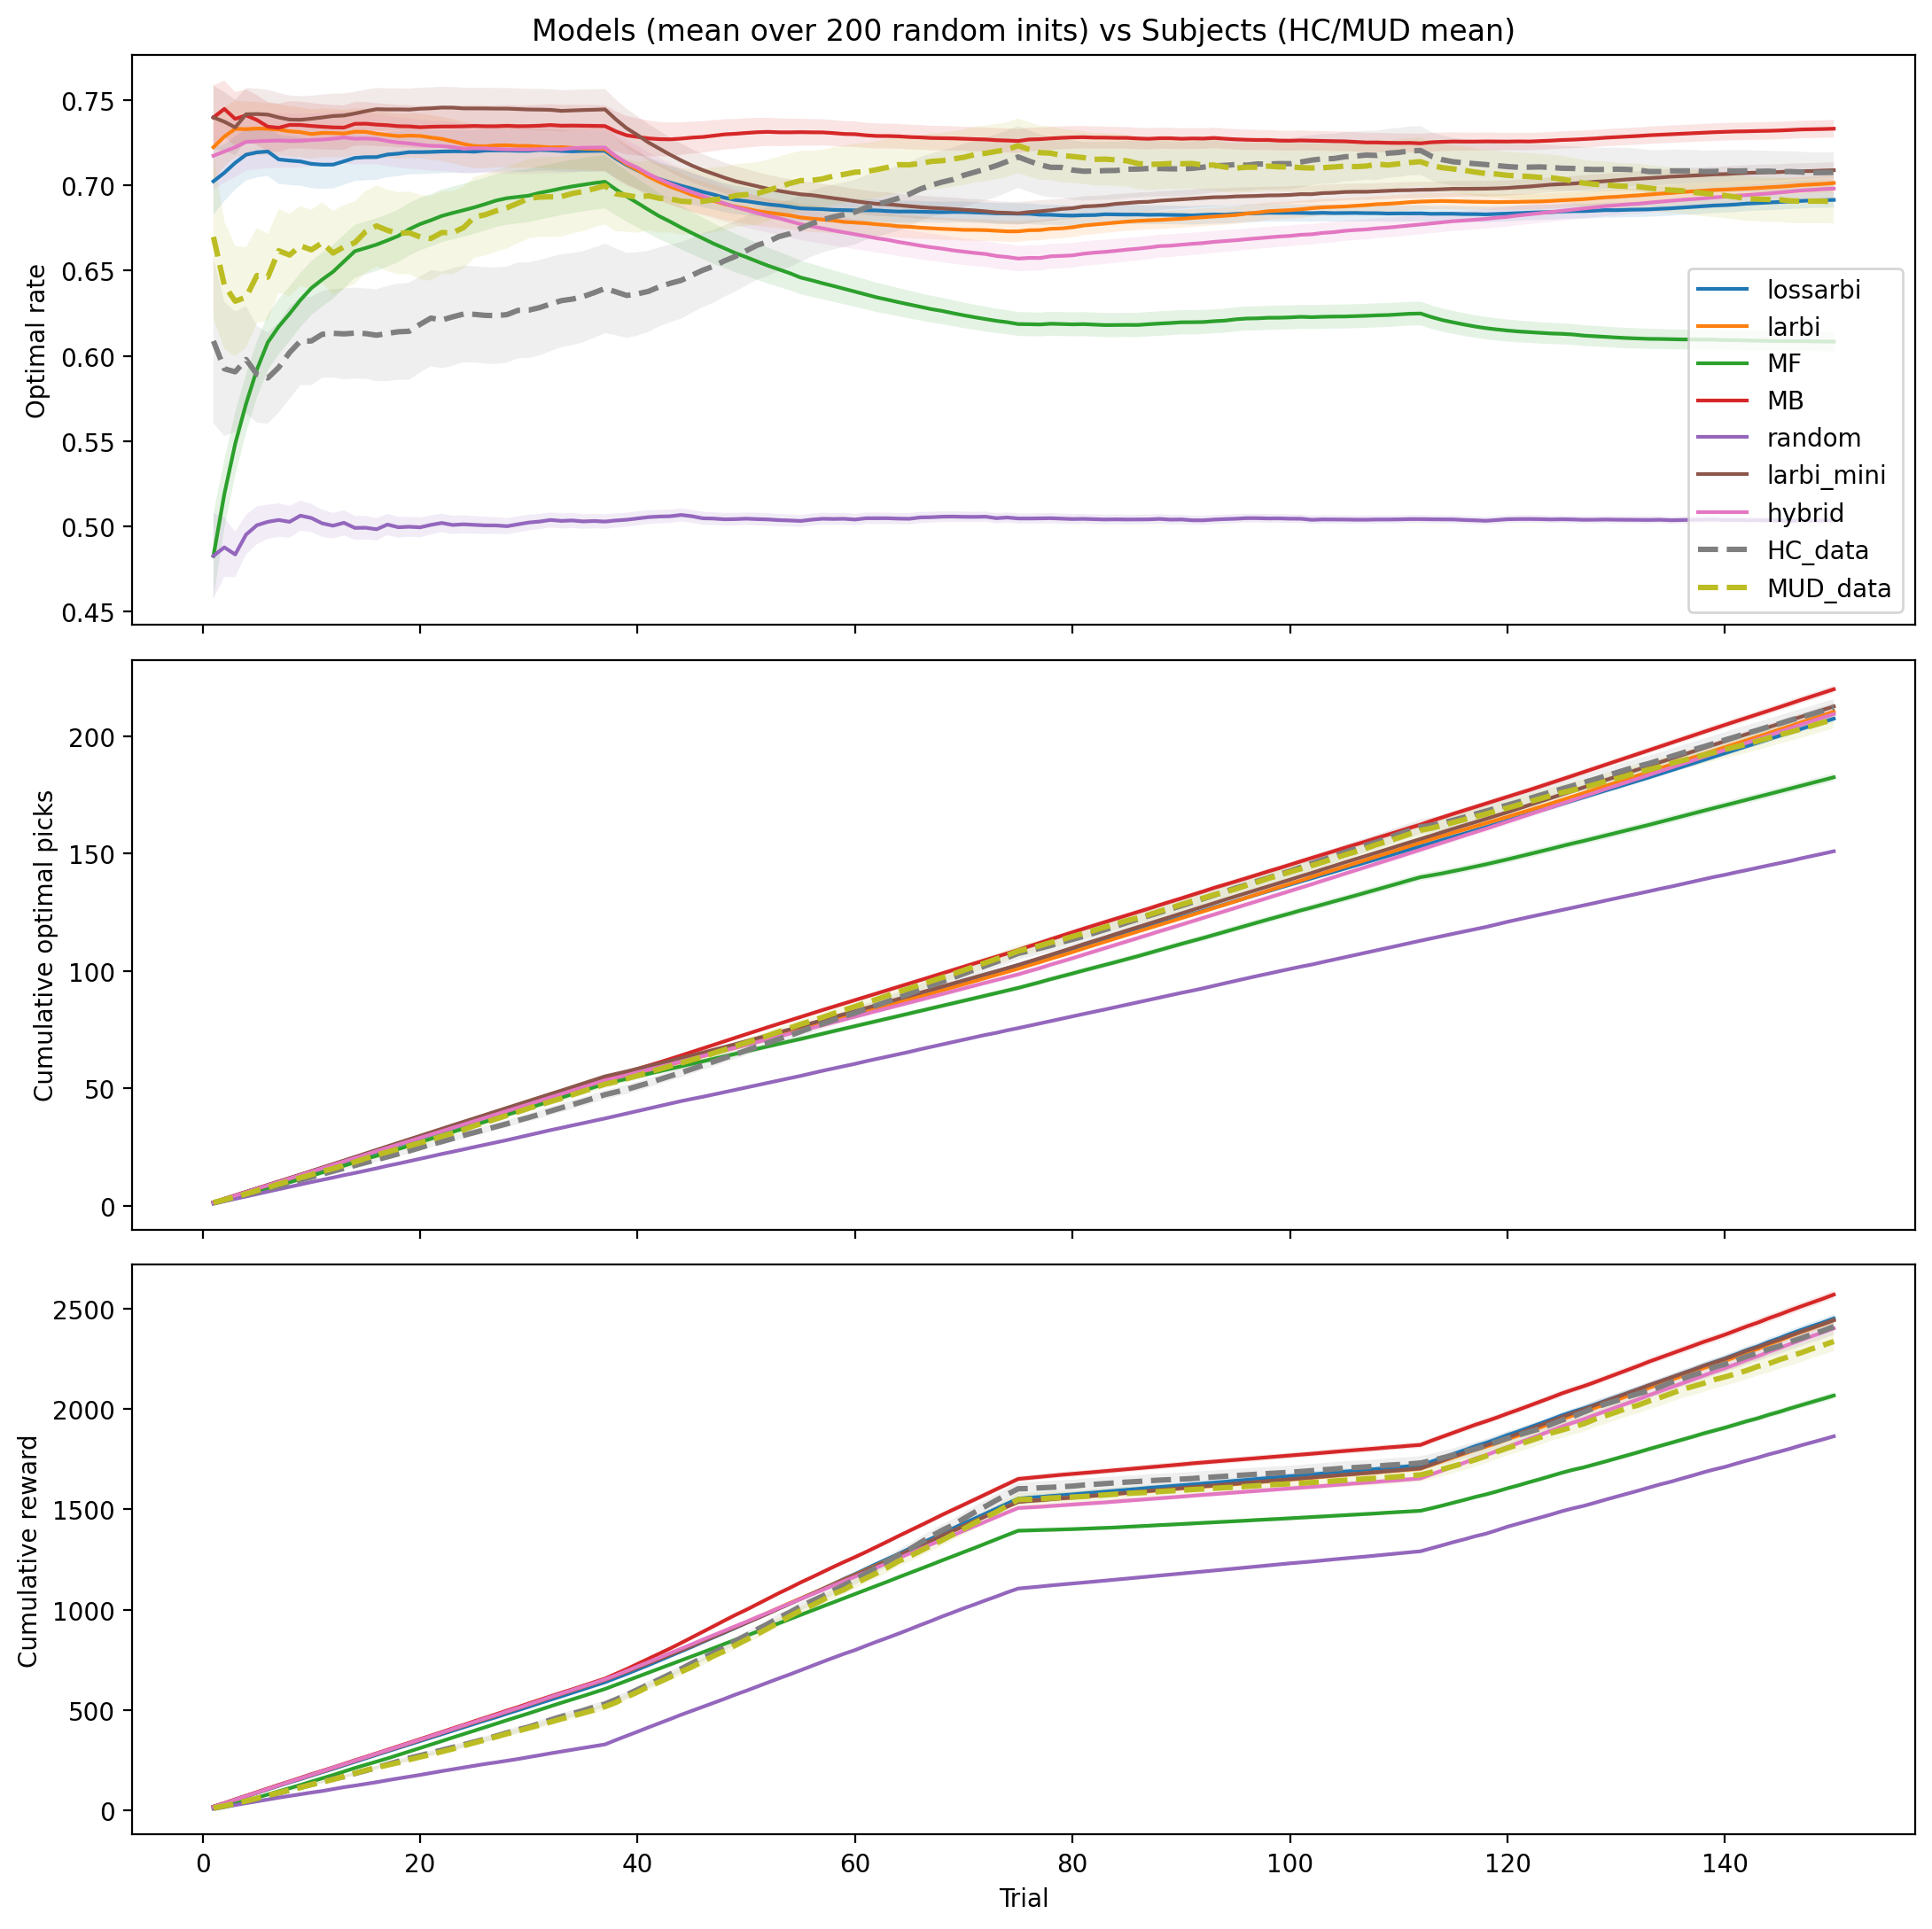 Models (mean over 200 random inits) vs Subjects (HC/MUD mean)
0.75
0.70
0.65
0.60
0.55
0.50
0.45
Optimal rate
lossarbi
larbi
MF
MB
random
larbi_mini
hybrid
HC_data
MUD_data
200
150
100
50
0
Cumulative optimal picks
2500
2000
1500
1000
500
0
Cumulative reward
0 20 40 60 80 100 120 140
Trial